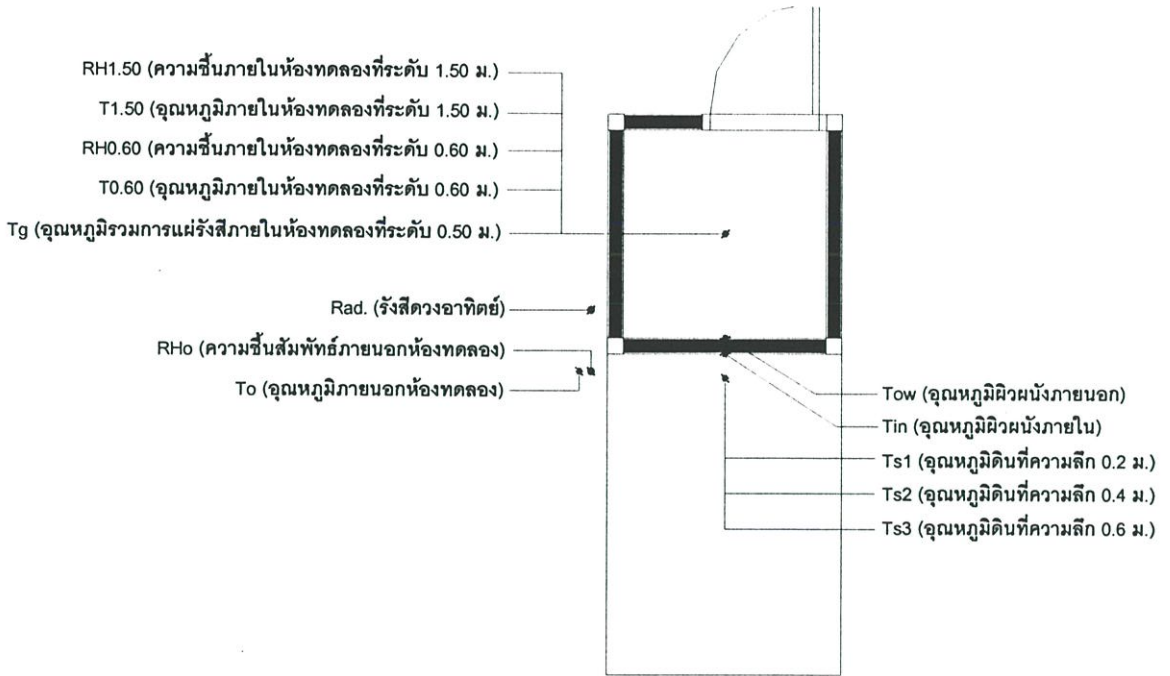 RH1.50 (ความชื้นภายในห้องทดลองที่ระดับ 1.50 ม.)
T1.50 (อุณหภูมิภายในห้องทดลองที่ระดับ 1.50 ม.)
RH0.60 (ความชื้นภายในห้องทดลองที่ระดับ 0.60 ม.)
T0.60 (อุณหภูมิภายในห้องทดลองที่ระดับ 0.60 ม.)
Tg (อุณหภูมิรวมการแผ่รังสีภายในห้องทดลองที่ระดับ 0.50 ม.)
Rad. (รังสีดวงอาทิตย์)
RHo (ความชื้นสัมพัทธ์ภายนอกห้องทดลอง)
To (อุณหภูมิภายนอกห้องทดลอง)
Tow (อุณหภูมิผิวผนังภายนอก)
Tin (อุณหภูมิผิวผนังภายใน)
Ts1 (อุณหภูมิดินที่ความลึก 0.2 ม.)
Ts2 (อุณหภูมิดินที่ความลึก 0.4 ม.)
Ts3 (อุณหภูมิดินที่ความลึก 0.6 ม.)